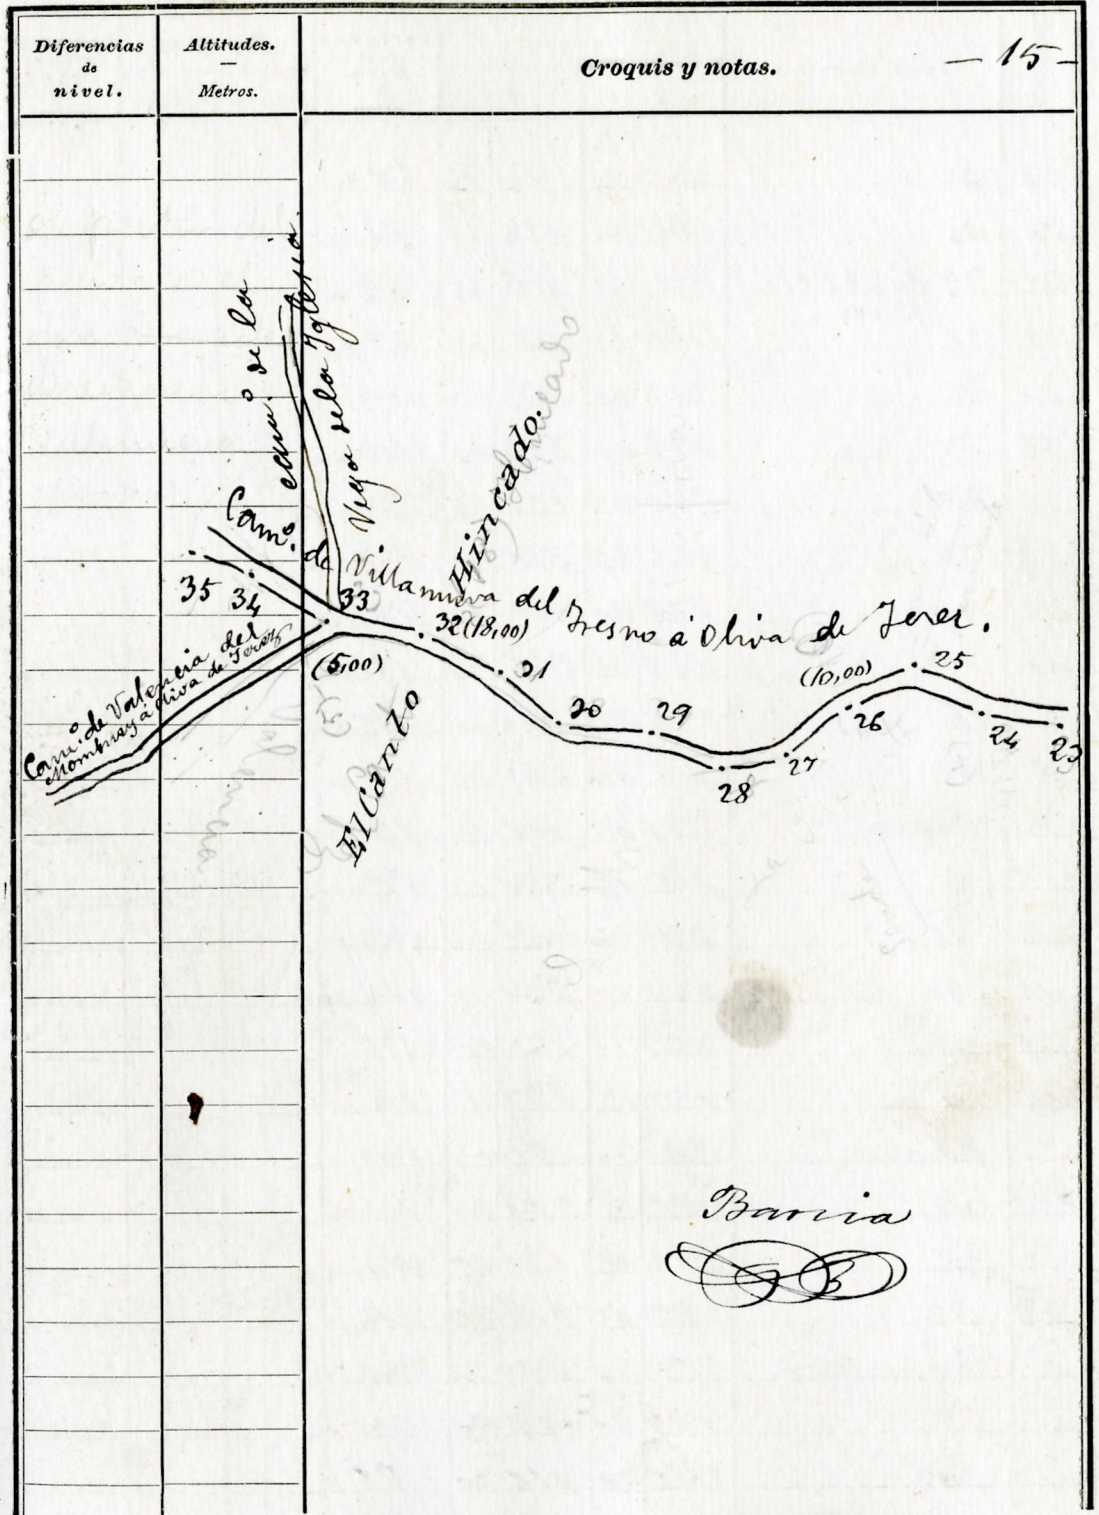 Diferencias
de
nivel.
Altitudes.
—
Metros.
Croquis y notas.
— 15 —
Camº. de la
Vega de la Iglesia.
Hincado.
Camº. de Villanueva del Fresno á Oliva de Jerez.
35
34
33
32 (18,00)
31
30
29
28
27
26
(10,00)
25
24
23
(5,00)
Camº. de Valencia del
Mombuey á Oliva de Jerez
El Canto
Barcia